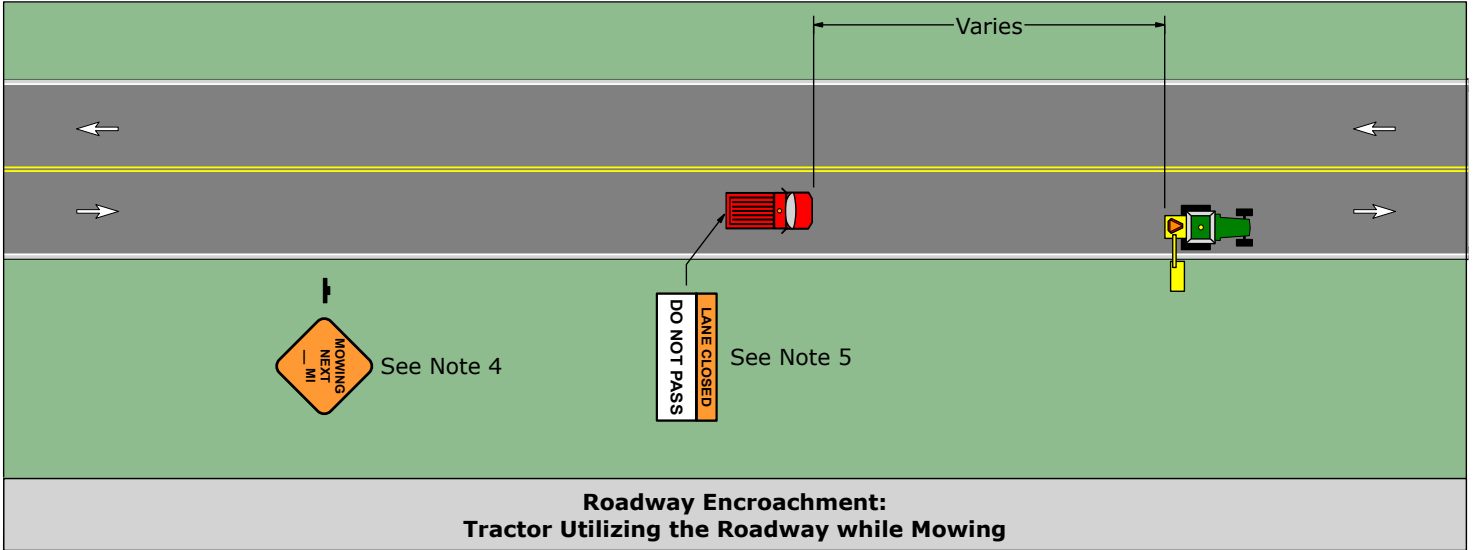 Varies
MOWING
NEXT
__ MI
See Note 4
LANE CLOSED
DO NOT PASS
See Note 5
Roadway Encroachment:
Tractor Utilizing the Roadway while Mowing